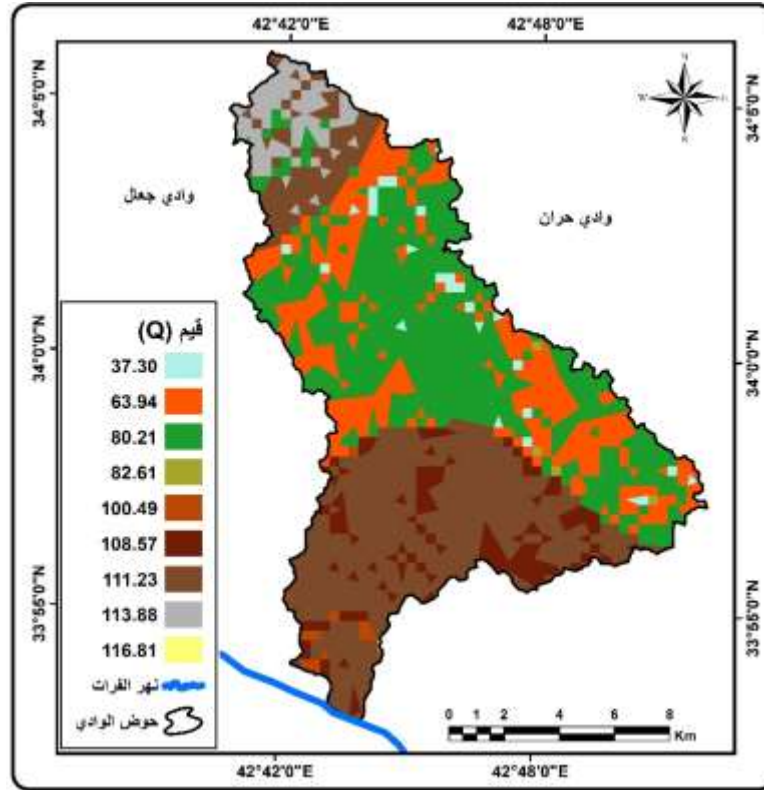 42°42'0"E
42°48'0"E
34°5'0"N
34°5'0"N
N
W
E
S
وادي جعال
وادي حران
قيم (Q)
37.30
63.94
80.21
82.61
100.49
108.57
111.23
113.88
116.81
نهر الفرات
حوض الوادي
34°0'0"N
34°0'0"N
33°55'0"N
33°55'0"N
0 1 2 4 6 8
Km
42°42'0"E
42°48'0"E